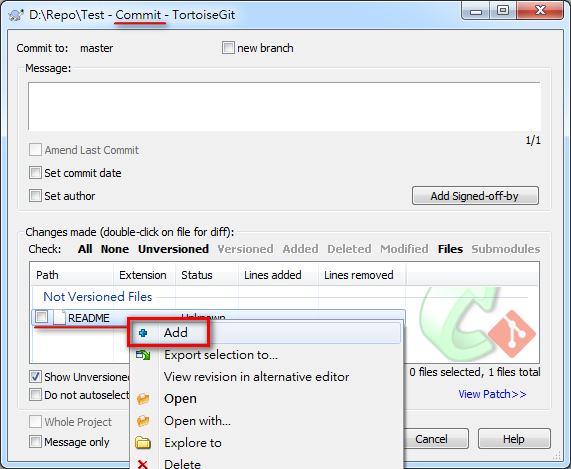 D:\Repo\Test - Commit - TortoiseGit
Commit to: master new branch
Message:
1/1
Amend Last Commit
Set commit date
Set author
Add Signed-off-by
Changes made (double-click on file for diff):
Check: All None Unversioned Versioned Added Deleted Modified Files Submodules
Path Extension Status Lines added Lines removed
Not Versioned Files
README Unknown
Add
Export selection to...
View revision in alternative editor
Open
Open with...
Explore to
Delete
Show Unversioned
0 files selected, 1 files total
Do not autoselect
View Patch>>
Whole Project
Message only
Cancel
Help